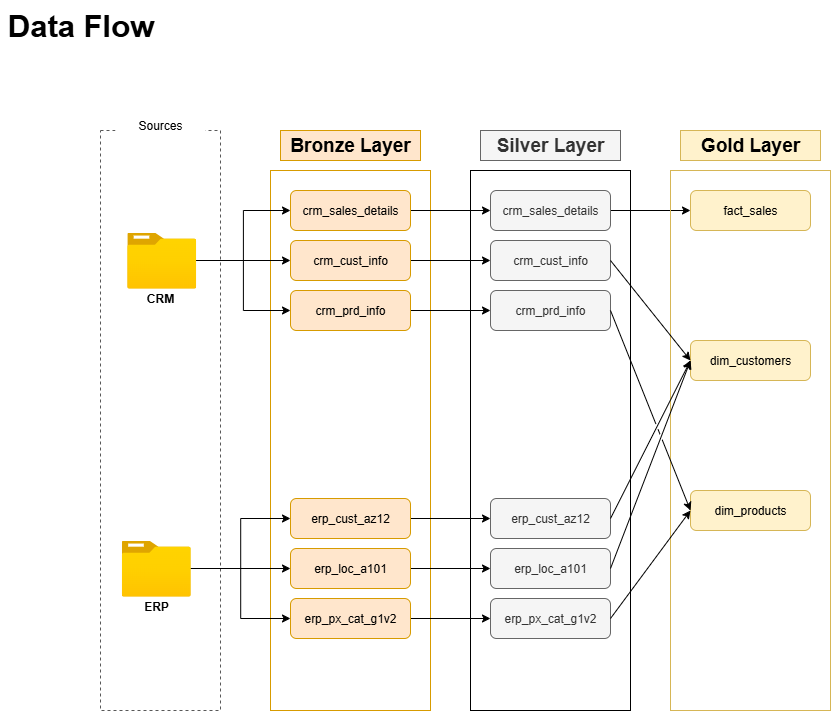 Data Flow
Sources
Bronze Layer
Silver Layer
Gold Layer
crm_sales_details
crm_sales_details
fact_sales
crm_cust_info
crm_cust_info
CRM
crm_prd_info
crm_prd_info
dim_customers
dim_products
erp_cust_az12
erp_cust_az12
erp_loc_a101
erp_loc_a101
ERP
erp_px_cat_g1v2
erp_px_cat_g1v2